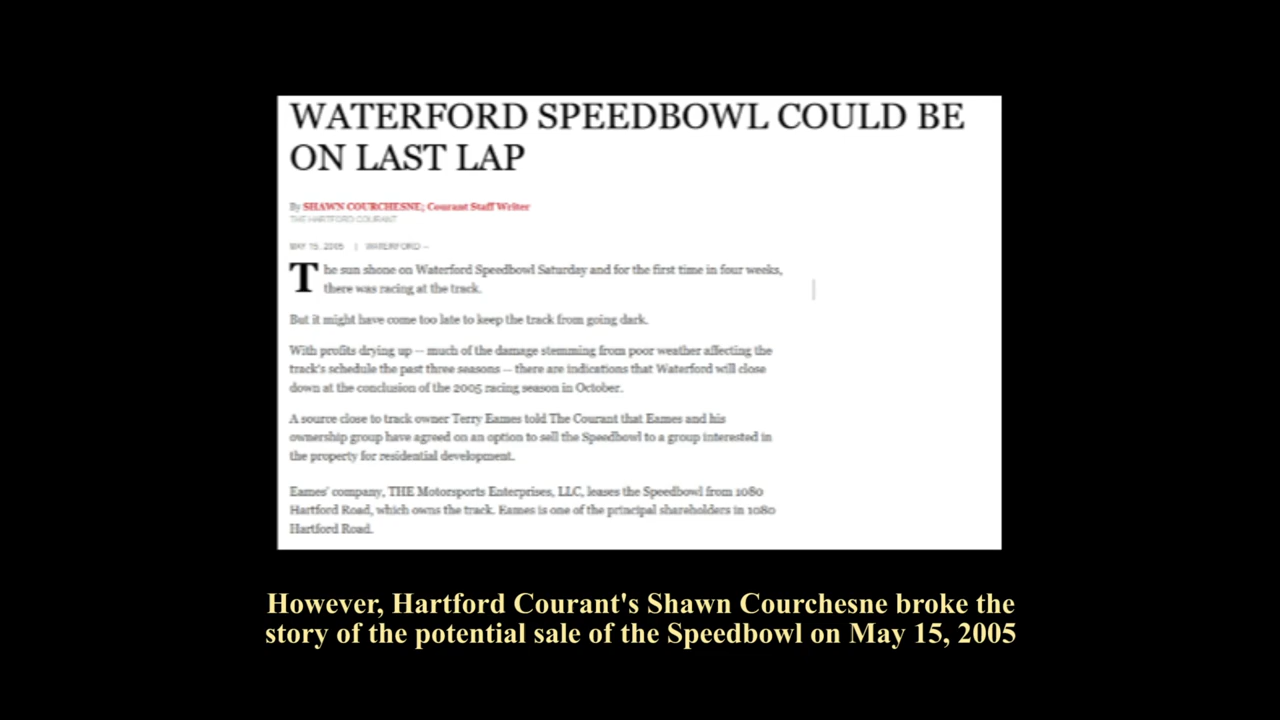 WATERFORD SPEEDBOWL COULD BE
ON LAST LAP
By SHAWN COURCHESNE; Courant Staff Writer
THE HARTFORD COURANT
MAY 15, 2005 | WATERFORD --
The sun shone on Waterford Speedbowl Saturday and for the first time in four weeks,
there was racing at the track.
But it might have come too late to keep the track from going dark.
With profits drying up -- much of the damage stemming from poor weather affecting the
track's schedule the past three seasons -- there are indications that Waterford will close
down at the conclusion of the 2005 racing season in October.
A source close to track owner Terry Eames told The Courant that Eames and his
ownership group have agreed on an option to sell the Speedbowl to a group interested in
the property for residential development.
Eames' company, THE Motorsports Enterprises, LLC, leases the Speedbowl from 1080
Hartford Road, which owns the track. Eames is one of the principal shareholders in 1080
Hartford Road.
However, Hartford Courant's Shawn Courchesne broke the
story of the potential sale of the Speedbowl on May 15, 2005